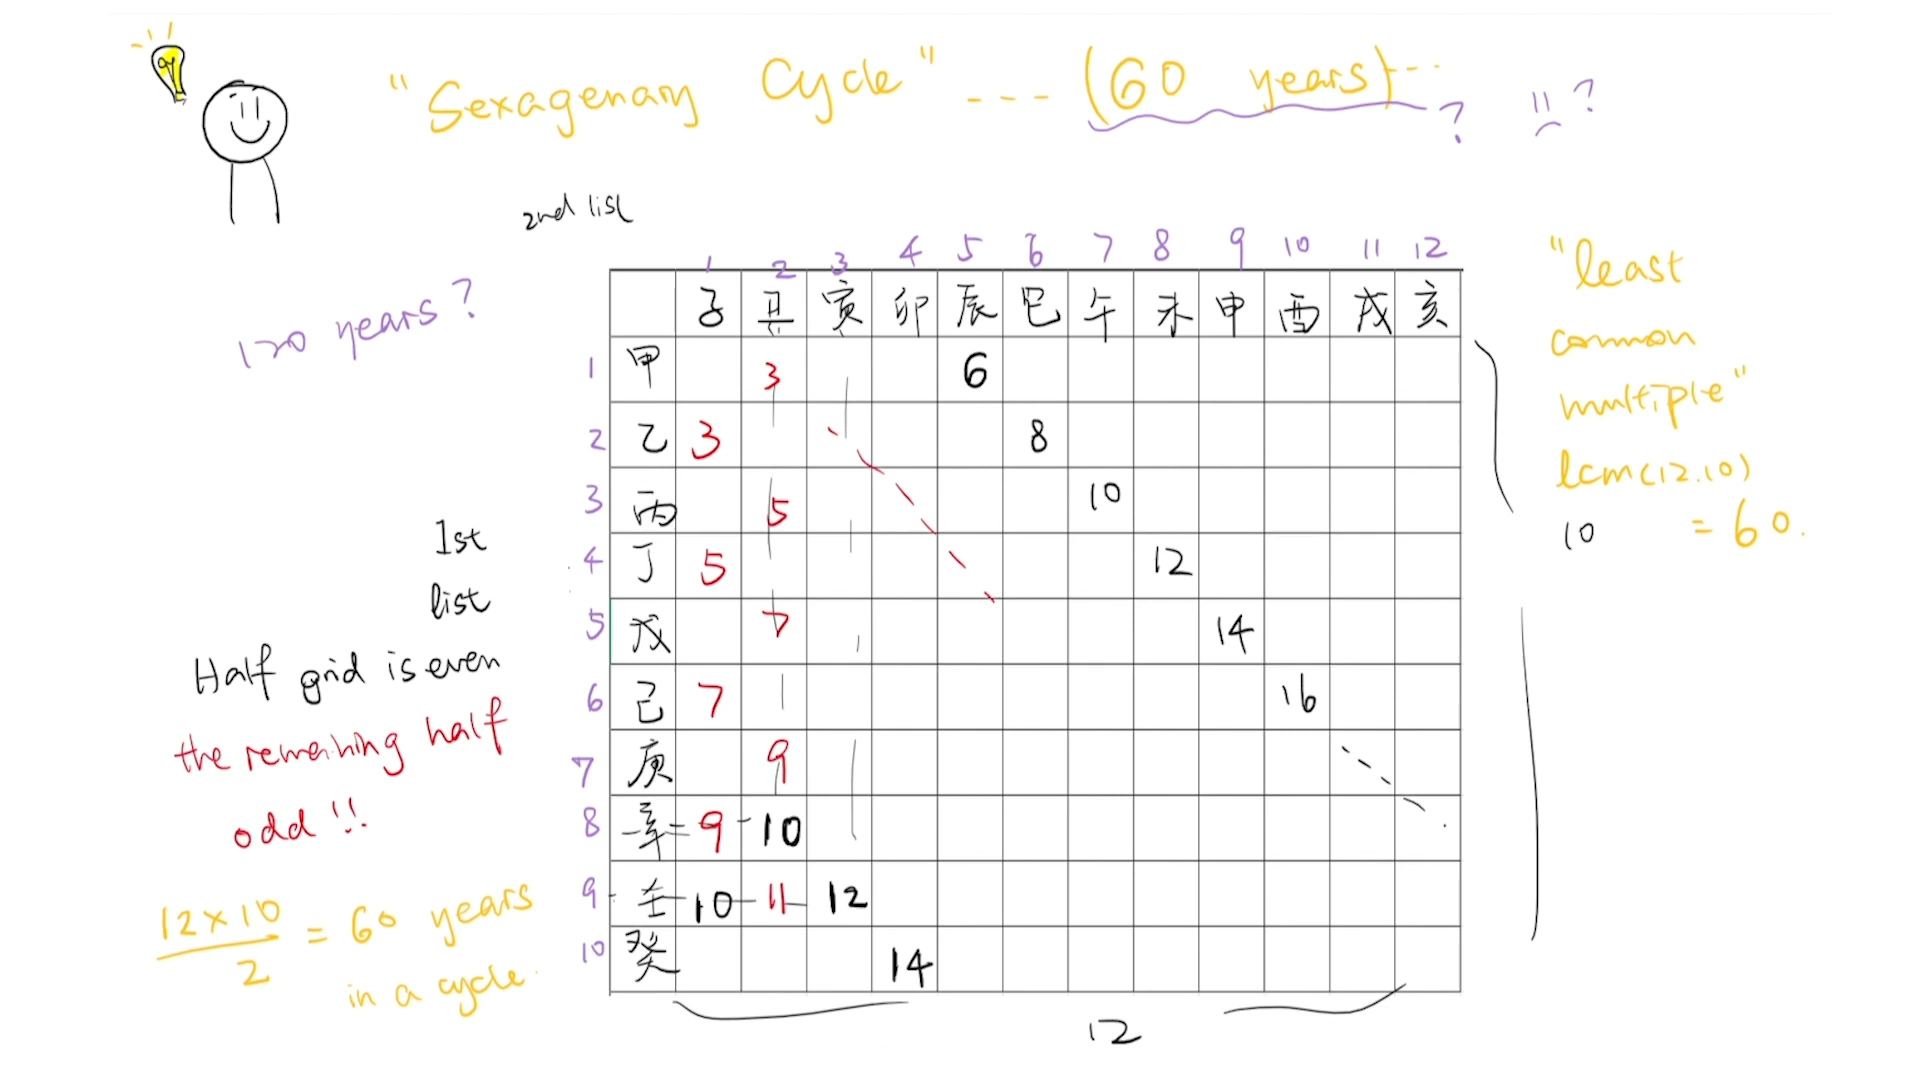 "Sexagenary Cycle" --- (60 years)--- ?
?
2nd list
120 years?
1 2 3 4 5 6 7 8 9 10 11 12
子 丑 寅 卯 辰 巳 午 未 申 酉 戌 亥
1 甲 3 6
2 乙 3 8
3 丙 5 10
4 丁 5 12
5 戊 7 14
6 己 7 16
7 庚 9
8 辛 9 10
9 壬 10 11 12
10 癸 14
12
1st
list
Half grid is even
the remaining half
odd!!
12×10
2
= 60 years
in a cycle.
"least
common
multiple"
lcm(12.10)
= 60.
10